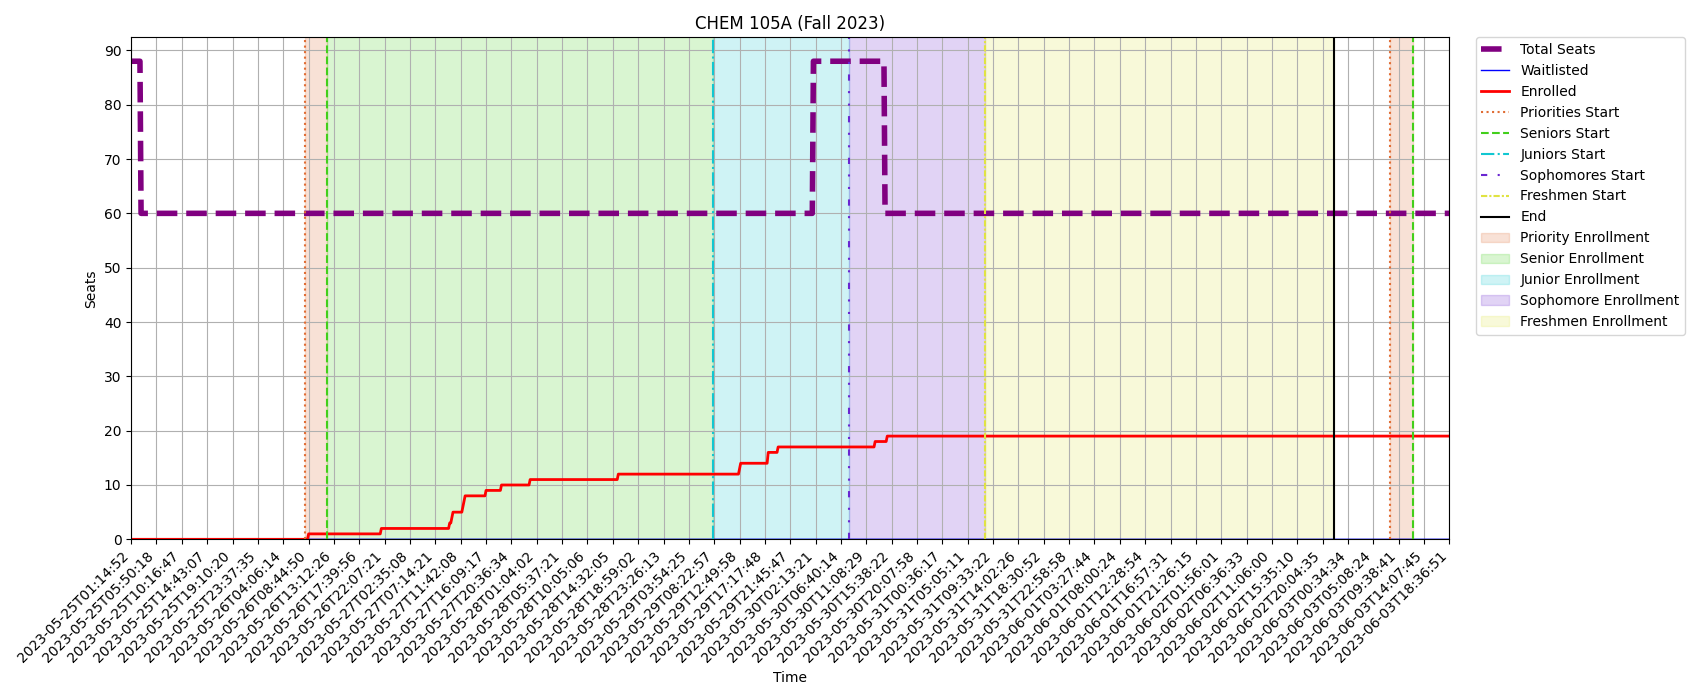 CHEM 105A (Fall 2023)
90
80
70
60
50
40
30
20
10
0
Seats
2023-05-25T01:14:52
2023-05-25T05:50:18
2023-05-25T10:16:47
2023-05-25T14:43:07
2023-05-25T19:10:20
2023-05-25T23:37:35
2023-05-26T04:06:14
2023-05-26T08:44:50
2023-05-26T13:12:26
2023-05-26T17:39:56
2023-05-26T22:07:21
2023-05-27T02:35:08
2023-05-27T07:14:21
2023-05-27T11:42:08
2023-05-27T16:09:17
2023-05-27T20:36:34
2023-05-28T01:04:02
2023-05-28T05:37:21
2023-05-28T10:05:06
2023-05-28T14:32:05
2023-05-28T18:59:02
2023-05-28T23:26:13
2023-05-29T03:54:25
2023-05-29T08:22:57
2023-05-29T12:49:58
2023-05-29T17:17:48
2023-05-29T21:45:47
2023-05-30T02:13:21
2023-05-30T06:40:14
2023-05-30T11:08:29
2023-05-30T15:38:22
2023-05-30T20:07:58
2023-05-31T00:36:17
2023-05-31T05:05:11
2023-05-31T09:33:22
2023-05-31T14:02:26
2023-05-31T18:30:52
2023-05-31T22:58:58
2023-06-01T03:27:44
2023-06-01T08:00:24
2023-06-01T12:28:54
2023-06-01T16:57:31
2023-06-01T21:26:15
2023-06-02T01:56:01
2023-06-02T06:36:33
2023-06-02T11:06:00
2023-06-02T15:35:10
2023-06-02T20:04:35
2023-06-03T00:34:34
2023-06-03T05:08:24
2023-06-03T09:38:41
2023-06-03T14:07:45
2023-06-03T18:36:51
Time
Total Seats
Waitlisted
Enrolled
Priorities Start
Seniors Start
Juniors Start
Sophomores Start
Freshmen Start
End
Priority Enrollment
Senior Enrollment
Junior Enrollment
Sophomore Enrollment
Freshmen Enrollment